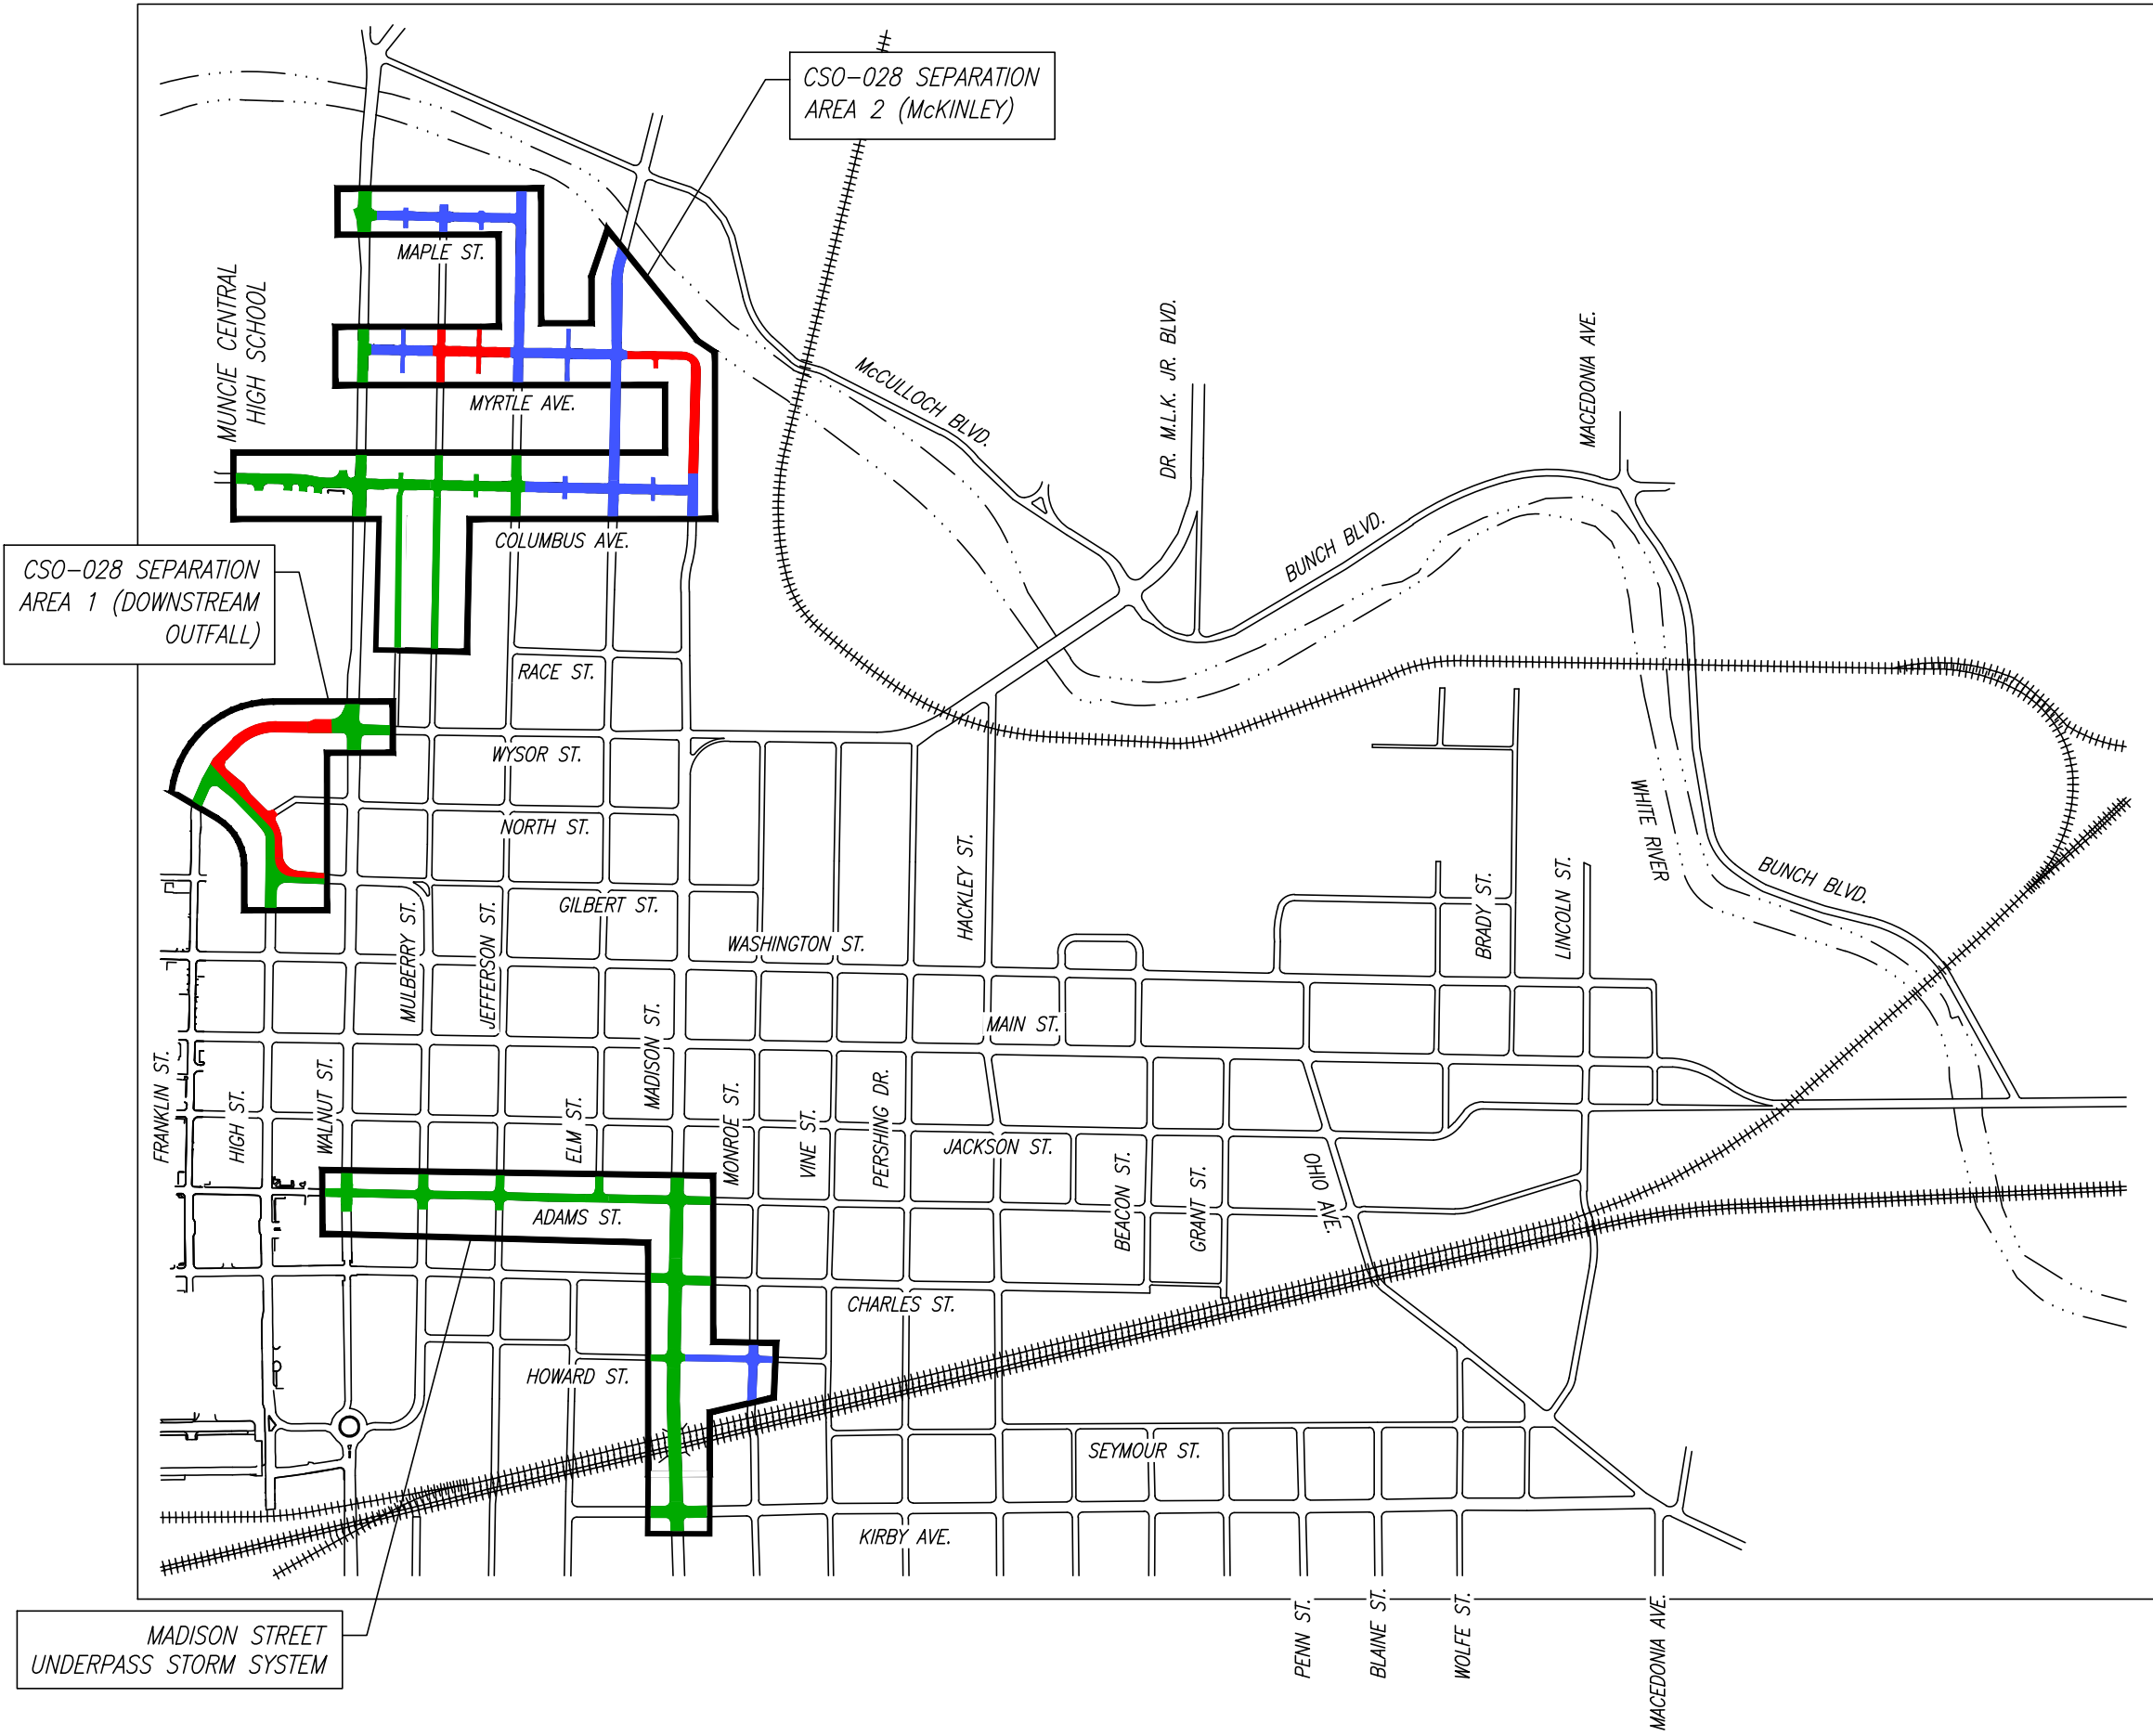 CSO-028 SEPARATION
AREA 2 (McKINLEY)
MAPLE ST.
MUNCIE CENTRAL
HIGH SCHOOL
MYRTLE AVE.
McCULLOCH BLVD.
DR. M.L.K. JR. BLVD.
MACEDONIA AVE.
COLUMBUS AVE.
BUNCH BLVD.
CSO-028 SEPARATION
AREA 1 (DOWNSTREAM
OUTFALL)
RACE ST.
WYSOR ST.
NORTH ST.
WHITE RIVER
HACKLEY ST.
BRADY ST.
LINCOLN ST.
BUNCH BLVD.
GILBERT ST.
MULBERRY ST.
JEFFERSON ST.
WASHINGTON ST.
MADISON ST.
MAIN ST.
FRANKLIN ST.
HIGH ST.
WALNUT ST.
ELM ST.
MONROE ST.
VINE ST.
PERSHING DR.
JACKSON ST.
BEACON ST.
GRANT ST.
OHIO AVE.
ADAMS ST.
CHARLES ST.
HOWARD ST.
SEYMOUR ST.
KIRBY AVE.
MADISON STREET
UNDERPASS STORM SYSTEM
PENN ST.
BLAINE ST.
WOLFE ST.
MACEDONIA AVE.